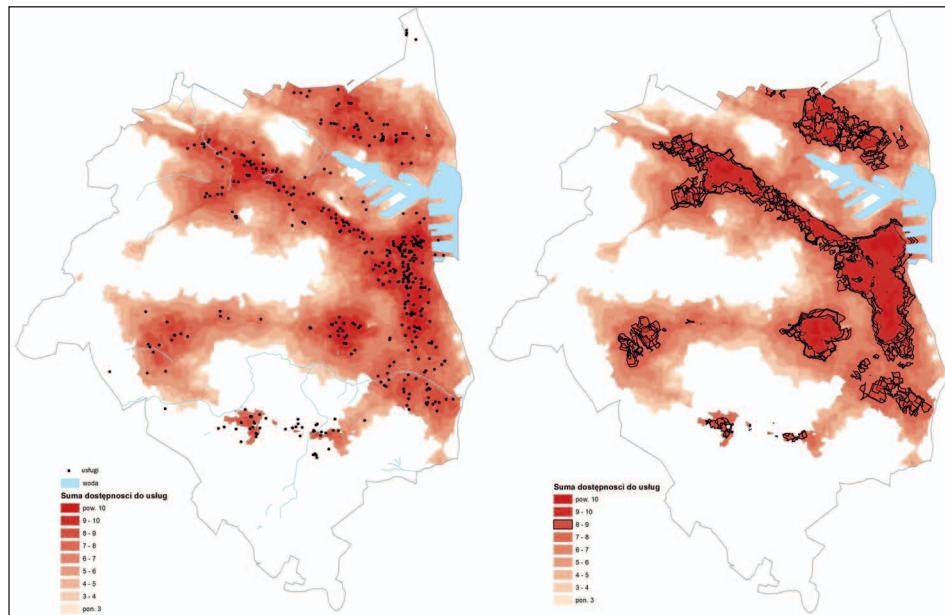 usługi
woda
Suma dostępnosci do usług
pow. 10
9 - 10
8 - 9
7 - 8
6 - 7
5 - 6
4 - 5
3 - 4
pon. 3
Suma dostępnosci do usług
pow. 10
9 - 10
8 - 9
7 - 8
6 - 7
5 - 6
4 - 5
3 - 4
pon. 3